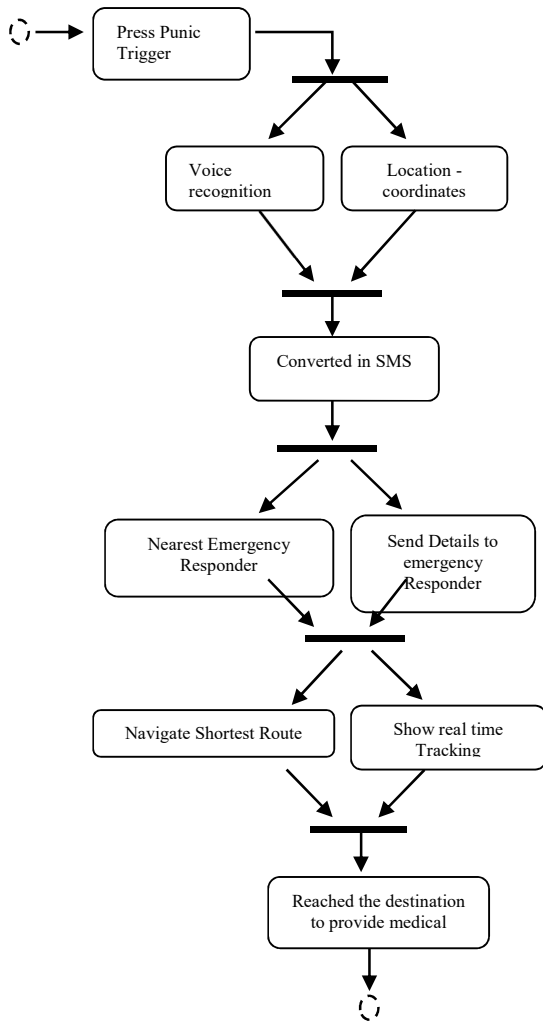 Press Punic
Trigger
Voice
recognition
Location -
coordinates
Converted in SMS
Nearest Emergency
Responder
Send Details to
emergency
Responder
Navigate Shortest Route
Show real time
Tracking
Reached the destination
to provide medical